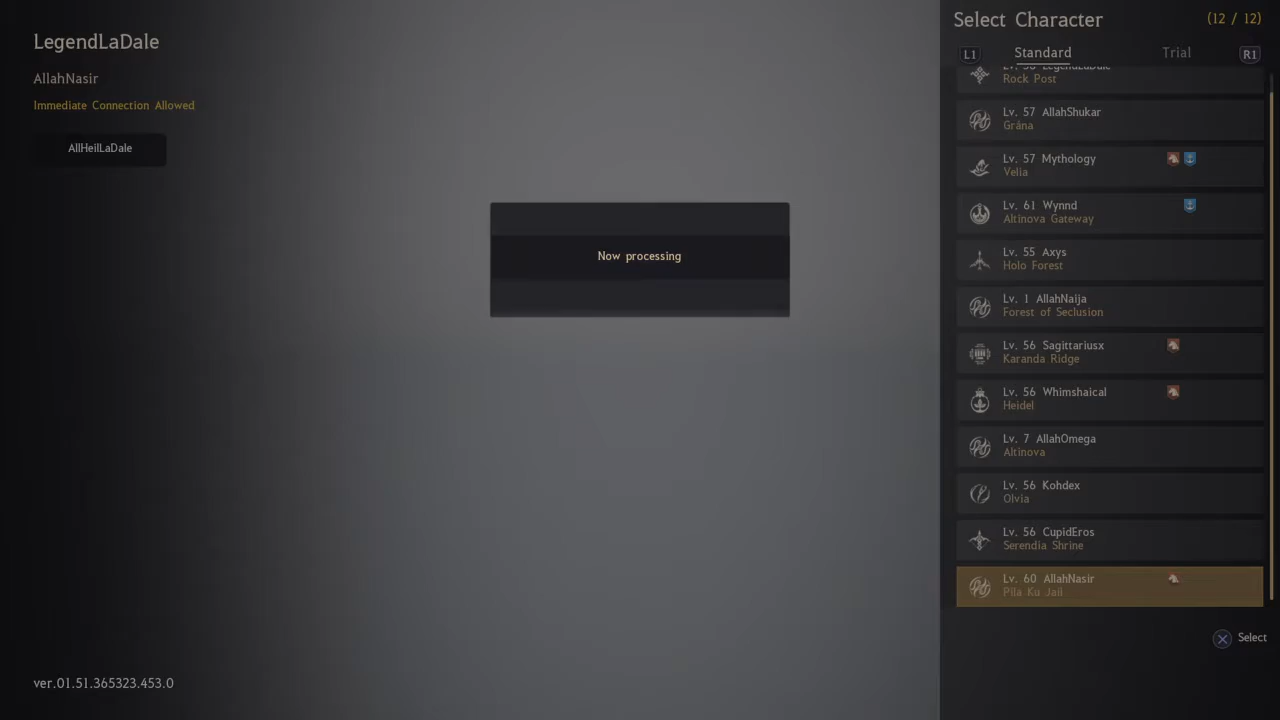 LegendLaDale
AllahNasir
Immediate Connection Allowed
AllHeilLaDale
Now processing
ver.01.51.365323.453.0
Select Character
(12 / 12)
L1
Standard
Trial
R1
LegendLaDale
Rock Post
Lv. 57 AllahShukar
Grána
Lv. 57 Mythology
Velia
Lv. 61 Wynnd
Altinova Gateway
Lv. 55 Axys
Holo Forest
Lv. 1 AllahNaija
Forest of Seclusion
Lv. 56 Sagittariusx
Karanda Ridge
Lv. 56 Whimshaical
Heidel
Lv. 7 AllahOmega
Altinova
Lv. 56 Kohdex
Olvia
Lv. 56 CupidEros
Serendia Shrine
Lv. 60 AllahNasir
Pila Ku Jail
Select